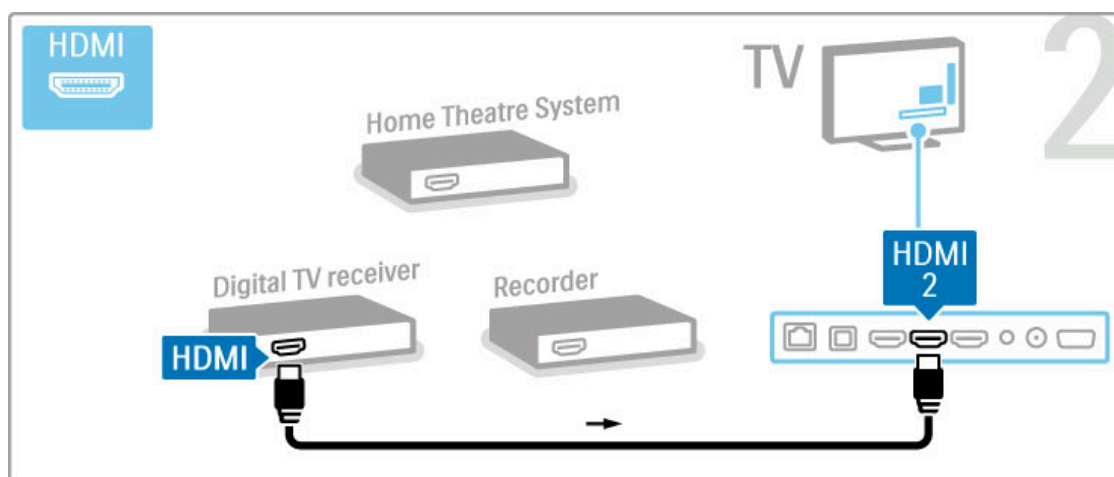 HDMI
TV
2
Home Theatre System
Digital TV receiver
Recorder
HDMI
2
HDMI